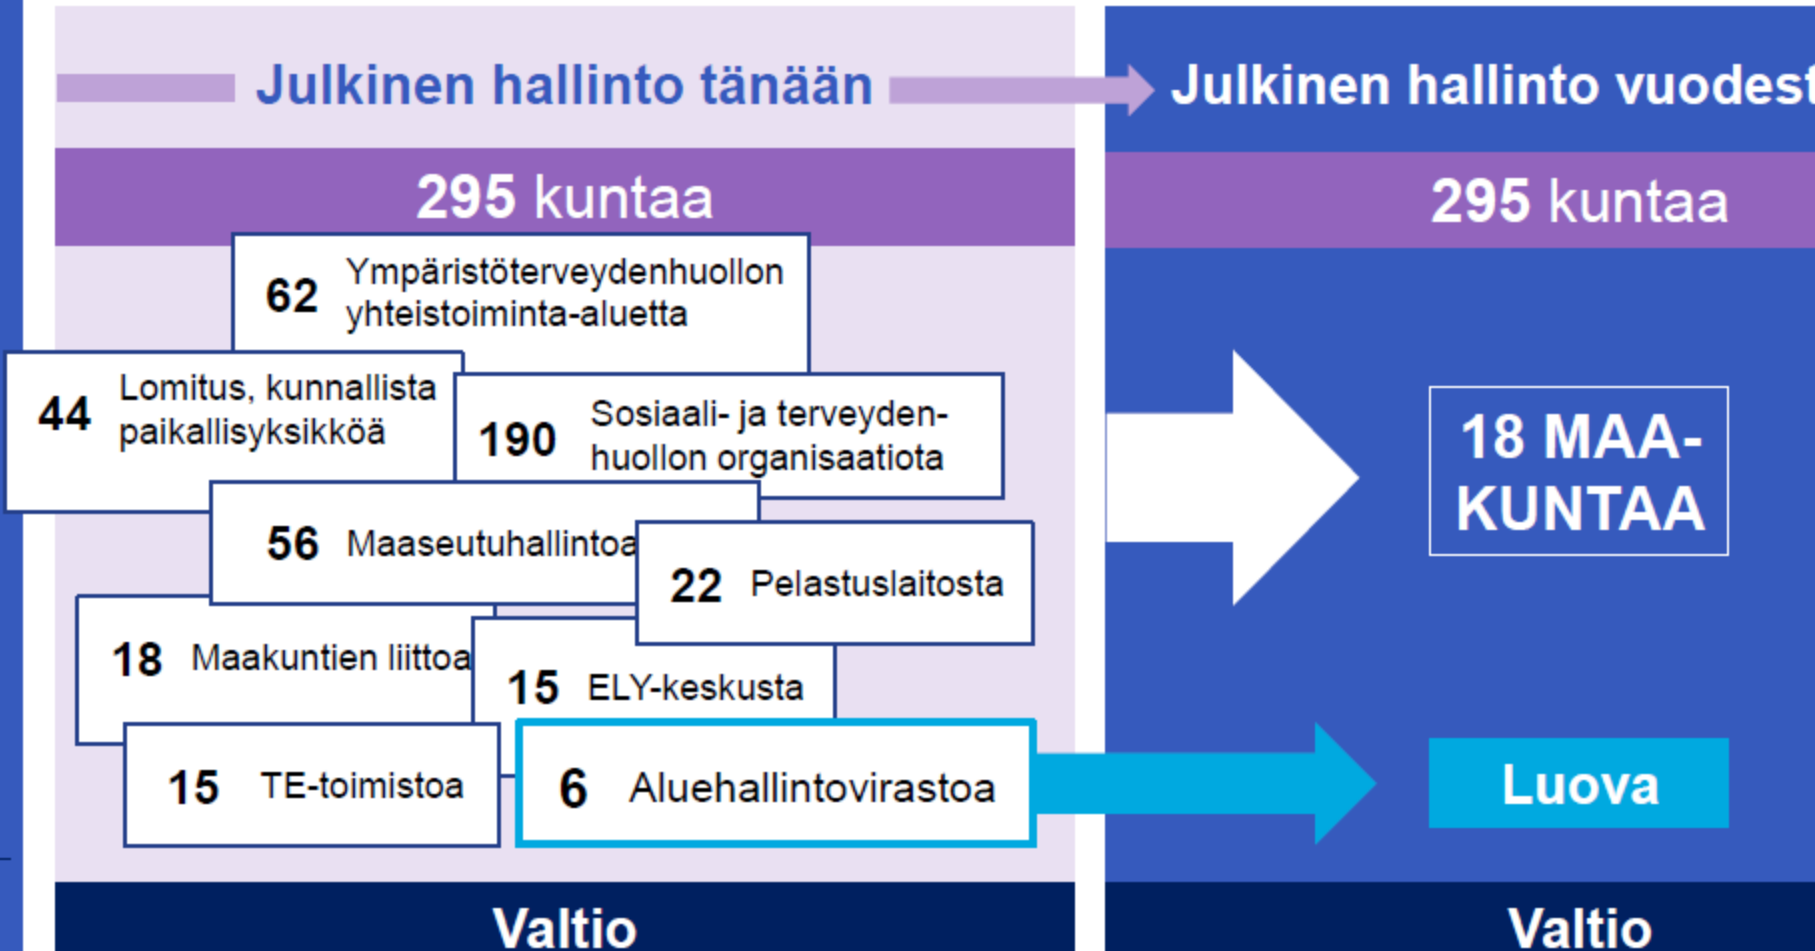 Julkinen hallinto tänään
295 kuntaa
62 Ympäristöterveydenhuollon
yhteistoiminta-aluetta
44 Lomitus, kunnallista
paikallisyksikköä
190 Sosiaali- ja terveyden-
huollon organisaatiota
56 Maaseutuhallintoa
22 Pelastuslaitosta
18 Maakuntien liittoa
15 ELY-keskusta
15 TE-toimistoa
6 Aluehallintovirastoa
Valtio
Julkinen hallinto vuodest
295 kuntaa
18 MAA-
KUNTAA
Luova
Valtio